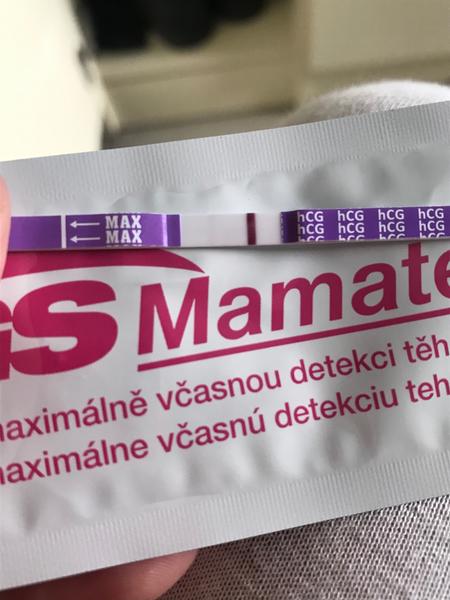 MAX
MAX
hCG hCG hCG hCG
hCG hCG hCG hCG
GS Mamate
maximálně včasnou detekci těh
maximálne včasnú detekciu teh